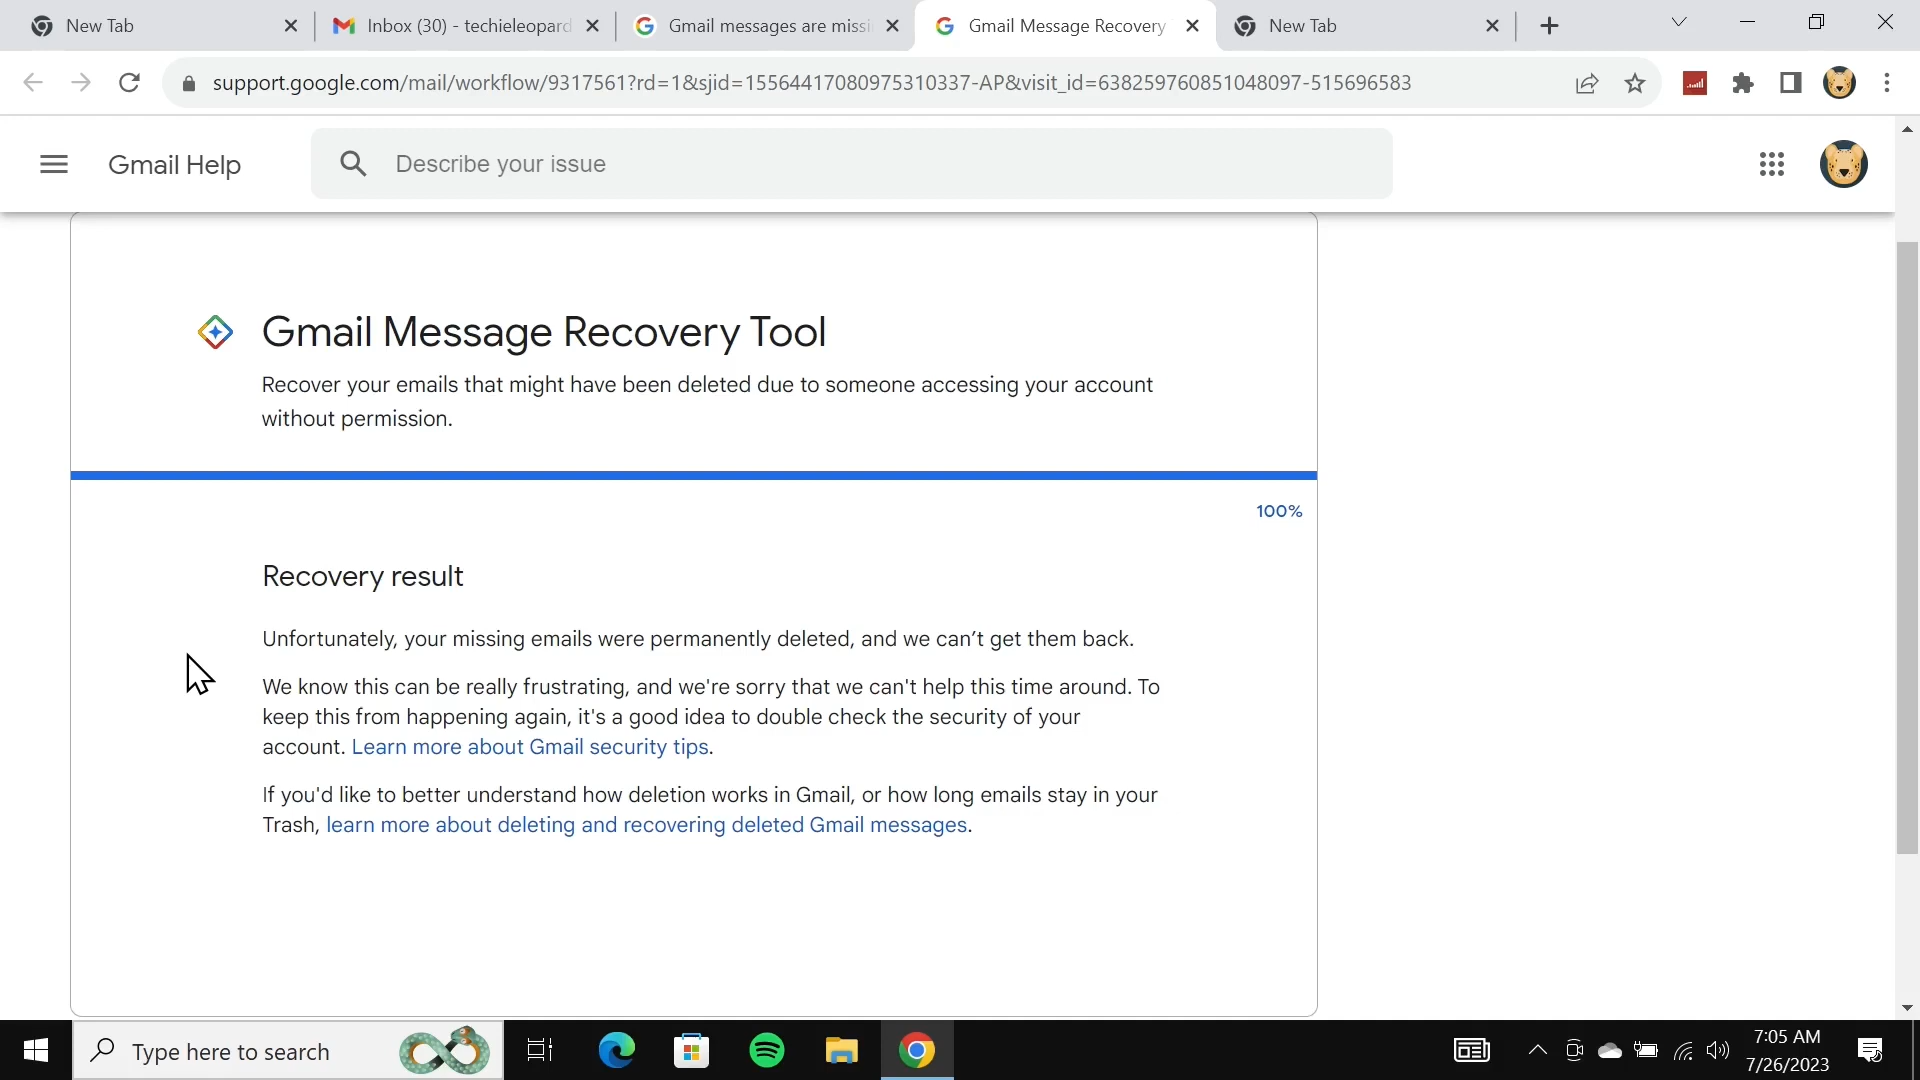 New Tab
Inbox (30) - techieleopard
Gmail messages are missi
Gmail Message Recovery
New Tab
support.google.com/mail/workflow/9317561?rd=1&sjid=15564417080975310337-AP&visit_id=638259760851048097-515696583
Gmail Help
Describe your issue
Gmail Message Recovery Tool
Recover your emails that might have been deleted due to someone accessing your account
without permission.
100%
Recovery result
Unfortunately, your missing emails were permanently deleted, and we can’t get them back.
We know this can be really frustrating, and we're sorry that we can't help this time around. To
keep this from happening again, it's a good idea to double check the security of your
account. Learn more about Gmail security tips.
If you'd like to better understand how deletion works in Gmail, or how long emails stay in your
Trash, learn more about deleting and recovering deleted Gmail messages.
Type here to search
7:05 AM
7/26/2023